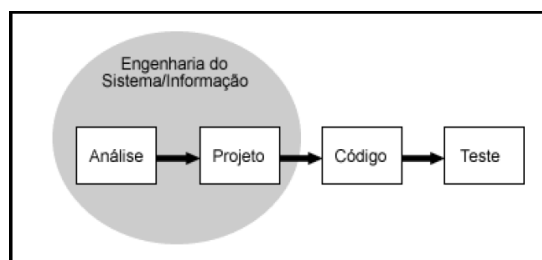 Engenharia do
Sistema/Informação
Análise
Projeto
Código
Teste